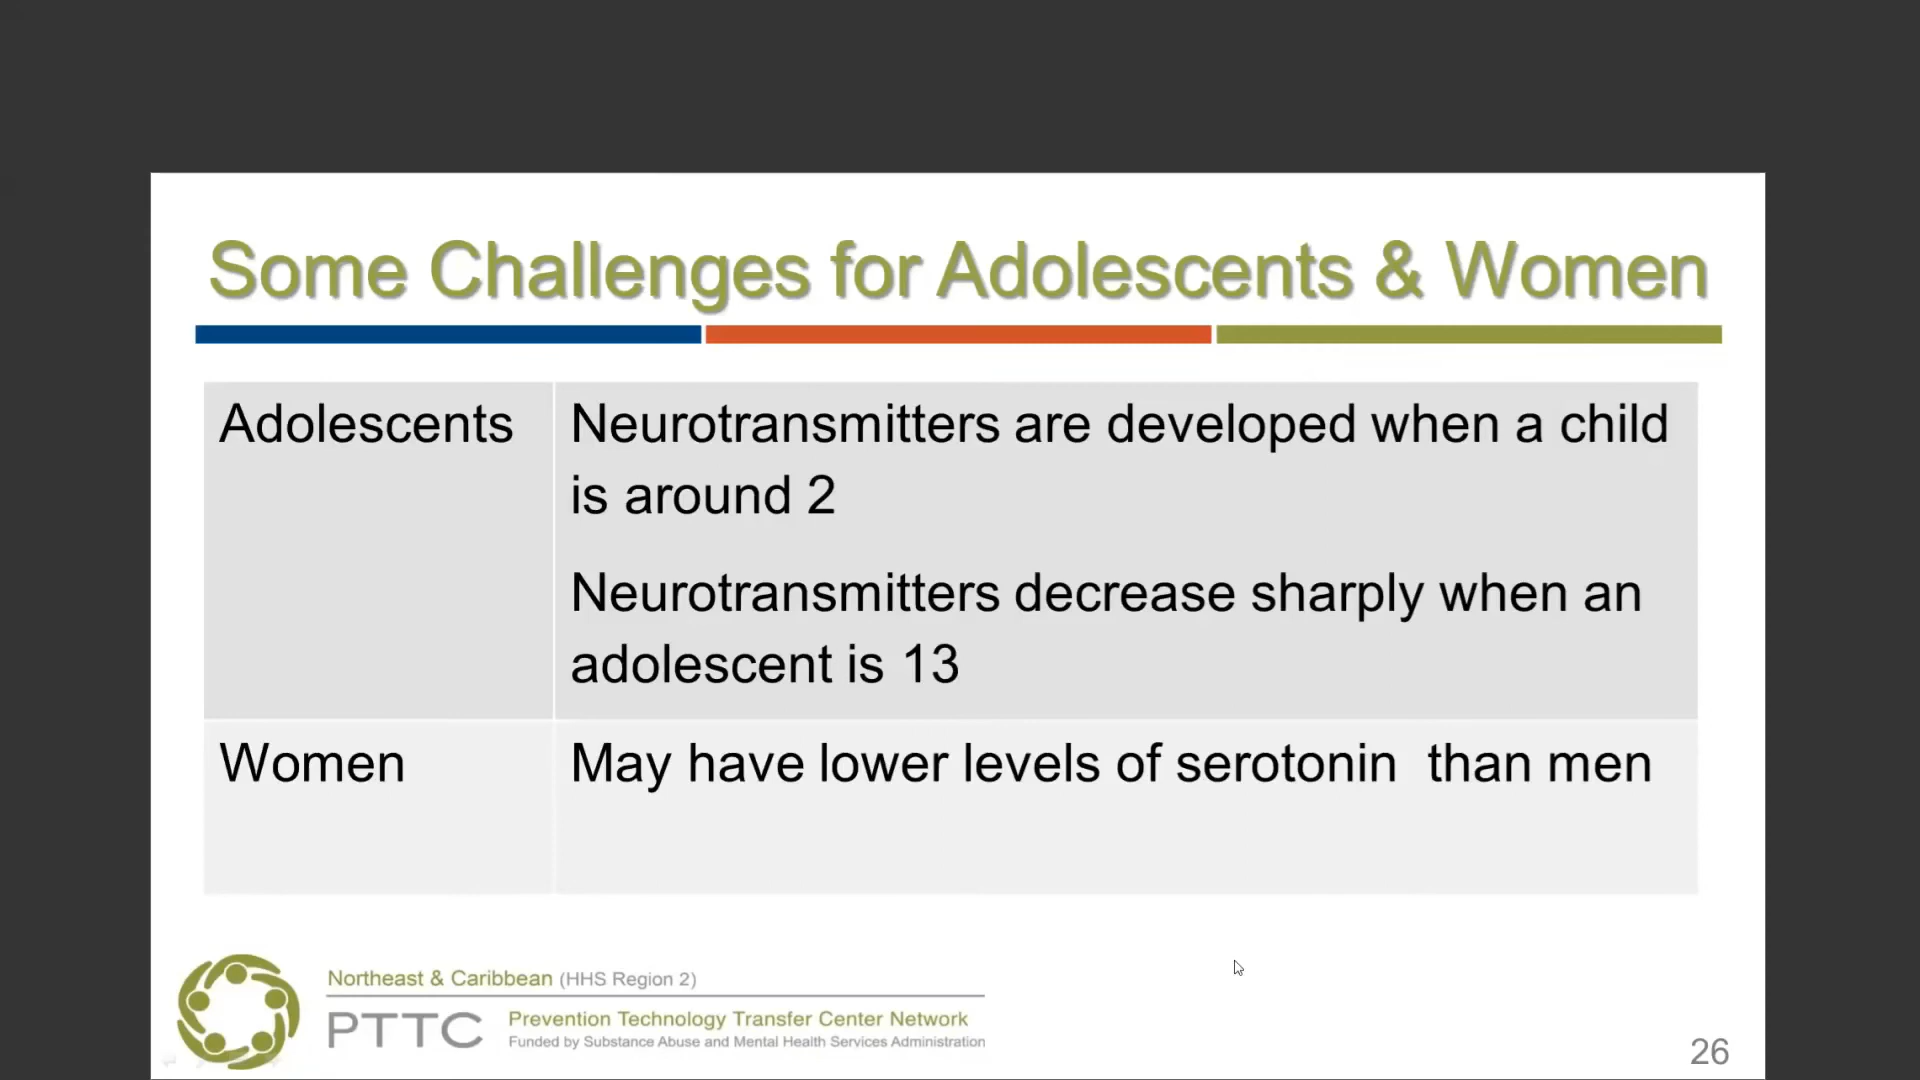 Some Challenges for Adolescents & Women
Adolescents
Neurotransmitters are developed when a child
is around 2
Neurotransmitters decrease sharply when an
adolescent is 13
Women
May have lower levels of serotonin  than men
Northeast & Caribbean (HHS Region 2)
PTTC
Prevention Technology Transfer Center Network
Funded by Substance Abuse and Mental Health Services Administration
26